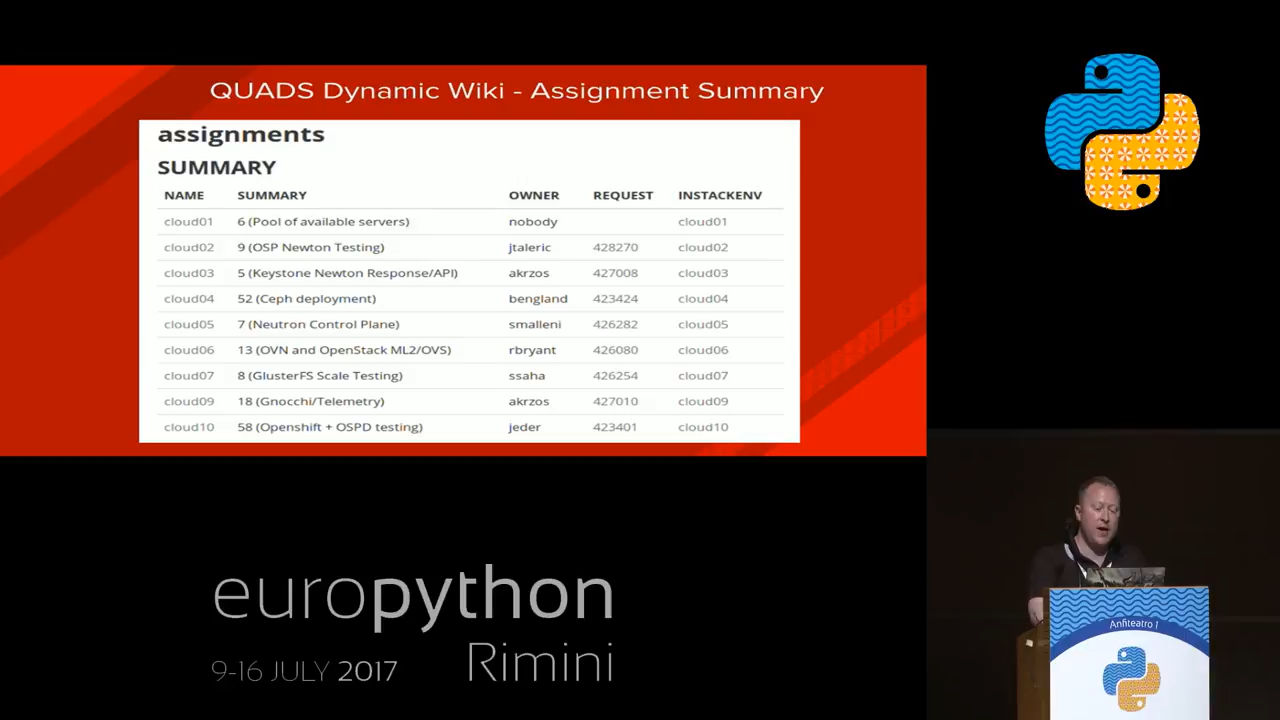 QUADS Dynamic Wiki - Assignment Summary
assignments
SUMMARY
NAME SUMMARY OWNER REQUEST INSTACKENV
cloud01 6 (Pool of available servers) nobody cloud01
cloud02 9 (OSP Newton Testing) jtaleric 428270 cloud02
cloud03 5 (Keystone Newton Response/API) akrzos 427008 cloud03
cloud04 52 (Ceph deployment) bengland 423424 cloud04
cloud05 7 (Neutron Control Plane) smalleni 426282 cloud05
cloud06 13 (OVN and OpenStack ML2/OVS) rbryant 426080 cloud06
cloud07 8 (GlusterFS Scale Testing) ssaha 426254 cloud07
cloud09 18 (Gnocchi/Telemetry) akrzos 427010 cloud09
cloud10 58 (Openshift + OSPD testing) jeder 423401 cloud10
europython
9-16 JULY 2017 Rimini
Anfiteatro 1